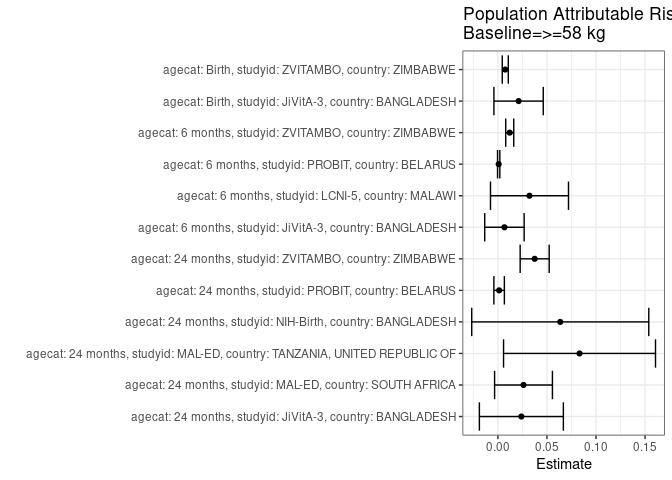 Population Attributable Ris
Baseline=>=58 kg
agecat: Birth, studyid: ZVITAMBO, country: ZIMBABWE
agecat: Birth, studyid: JiVitA-3, country: BANGLADESH
agecat: 6 months, studyid: ZVITAMBO, country: ZIMBABWE
agecat: 6 months, studyid: PROBIT, country: BELARUS
agecat: 6 months, studyid: LCNI-5, country: MALAWI
agecat: 6 months, studyid: JiVitA-3, country: BANGLADESH
agecat: 24 months, studyid: ZVITAMBO, country: ZIMBABWE
agecat: 24 months, studyid: PROBIT, country: BELARUS
agecat: 24 months, studyid: NIH-Birth, country: BANGLADESH
agecat: 24 months, studyid: MAL-ED, country: TANZANIA, UNITED REPUBLIC OF
agecat: 24 months, studyid: MAL-ED, country: SOUTH AFRICA
agecat: 24 months, studyid: JiVitA-3, country: BANGLADESH
0.00 0.05 0.10 0.15
Estimate